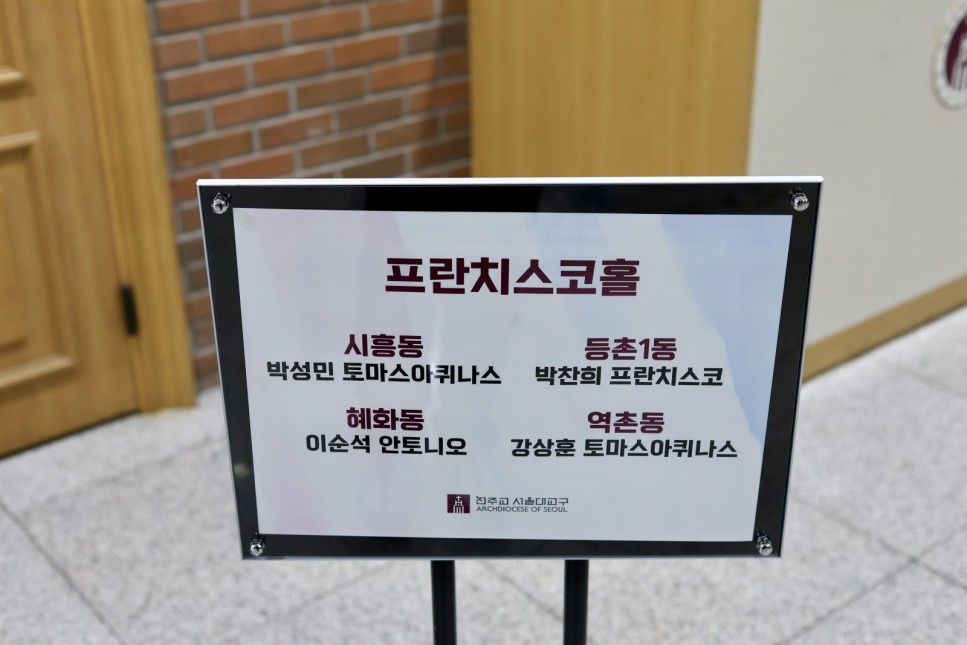 프란치스코홀
시흥동
박성민 토마스아퀴나스
등촌1동
박찬희 프란치스코
혜화동
이순석 안토니오
역촌동
강상훈 토마스아퀴나스
천주교 서울대교구
ARCHDIOCESE OF SEOUL